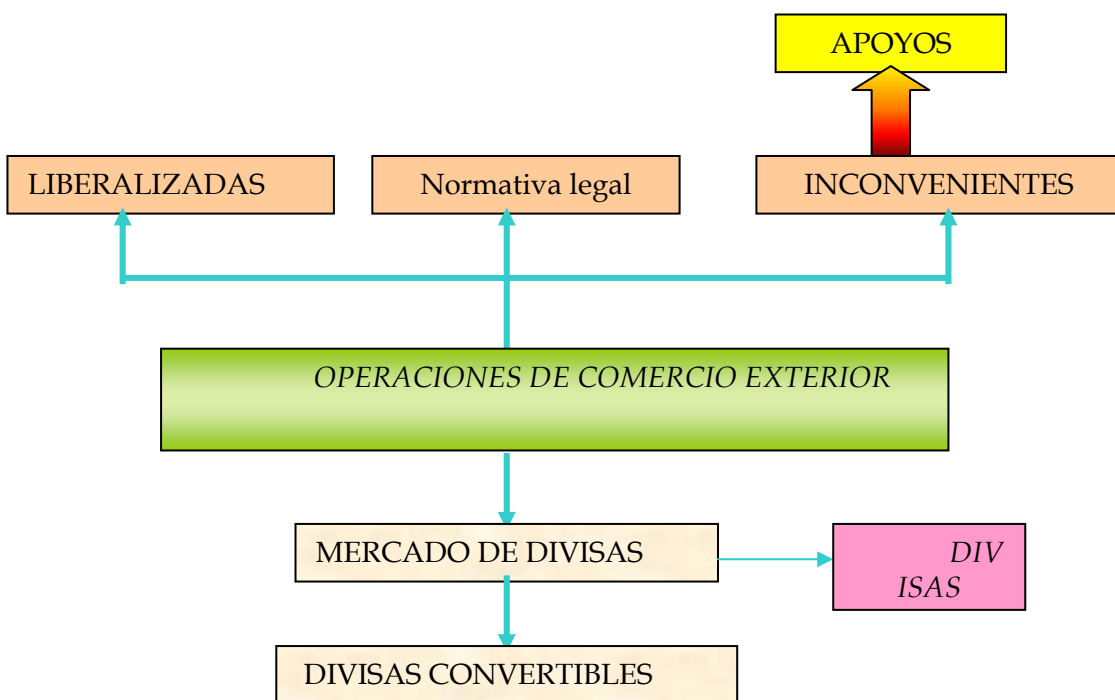 APOYOS
LIBERALIZADAS
Normativa legal
INCONVENIENTES
OPERACIONES DE COMERCIO EXTERIOR
MERCADO DE DIVISAS
DIV
ISAS
DIVISAS CONVERTIBLES